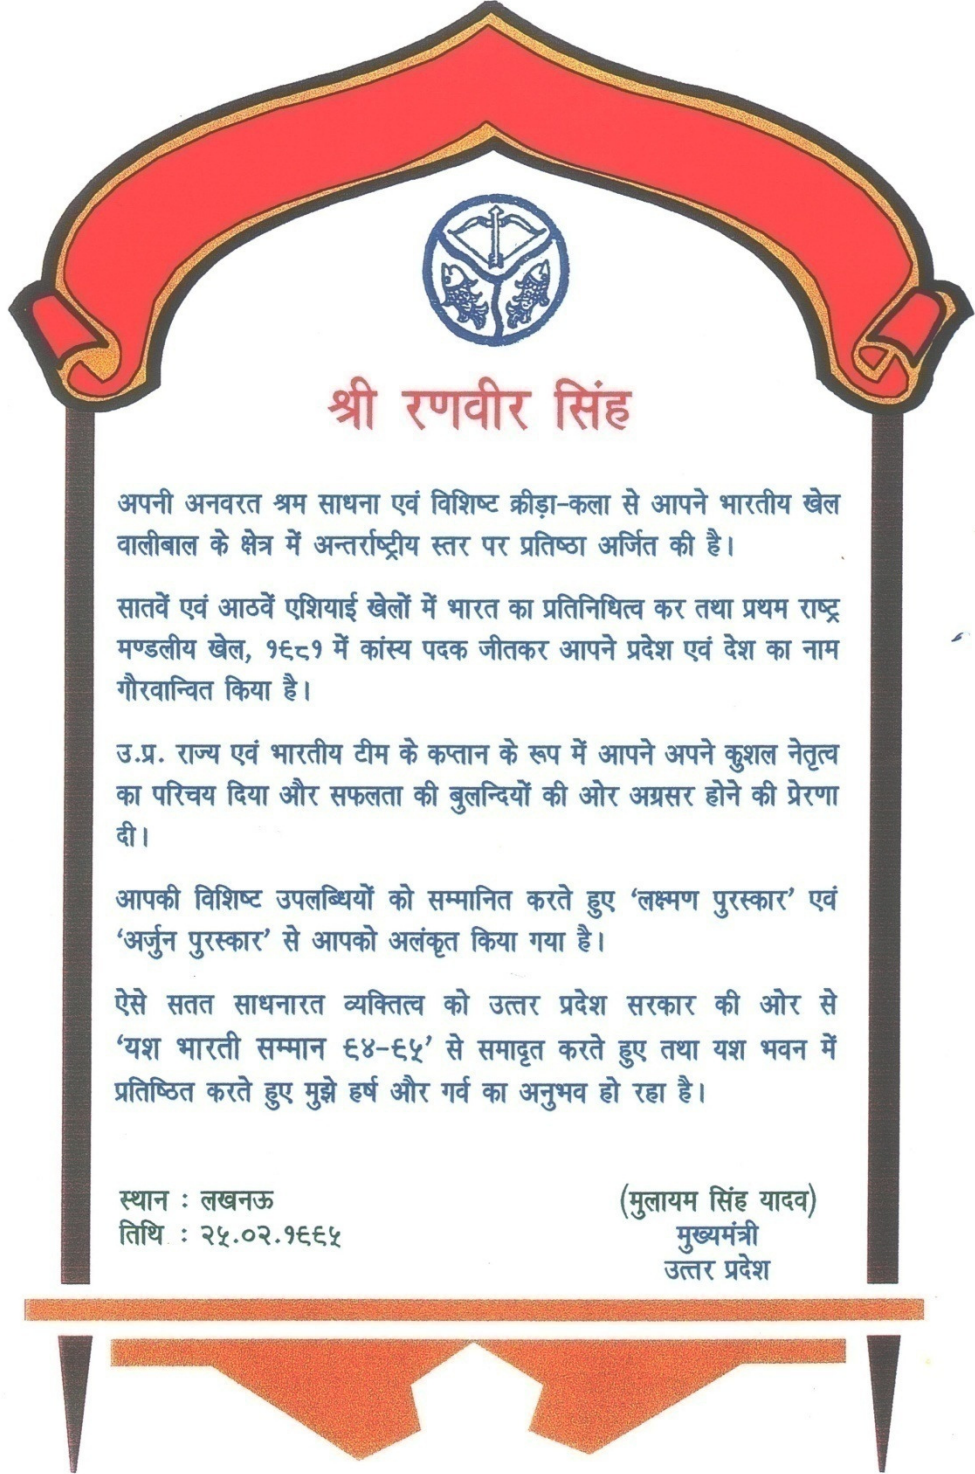 श्री रणवीर सिंह
अपनी अनवरत श्रम साधना एवं विशिष्ट क्रीड़ा-कला से आपने भारतीय खेल
वालीबाल के क्षेत्र में अन्तर्राष्ट्रीय स्तर पर प्रतिष्ठा अर्जित की है।
सातवें एवं आठवें एशियाई खेलों में भारत का प्रतिनिधित्व कर तथा प्रथम राष्ट्र
मण्डलीय खेल, १९८१ में कांस्य पदक जीतकर आपने प्रदेश एवं देश का नाम
गौरवान्वित किया है।
उ.प्र. राज्य एवं भारतीय टीम के कप्तान के रूप में आपने अपने कुशल नेतृत्व
का परिचय दिया और सफलता की बुलन्दियों की ओर अग्रसर होने की प्रेरणा
दी।
आपकी विशिष्ट उपलब्धियों को सम्मानित करते हुए ‘लक्ष्मण पुरस्कार’ एवं
‘अर्जुन पुरस्कार’ से आपको अलंकृत किया गया है।
ऐसे सतत साधनारत व्यक्तित्व को उत्तर प्रदेश सरकार की ओर से
‘यश भारती सम्मान ९४-९५’ से समादृत करते हुए तथा यश भवन में
प्रतिष्ठित करते हुए मुझे हर्ष और गर्व का अनुभव हो रहा है।
स्थान : लखनऊ
तिथि : २५.०२.१९९५
(मुलायम सिंह यादव)
मुख्यमंत्री
उत्तर प्रदेश